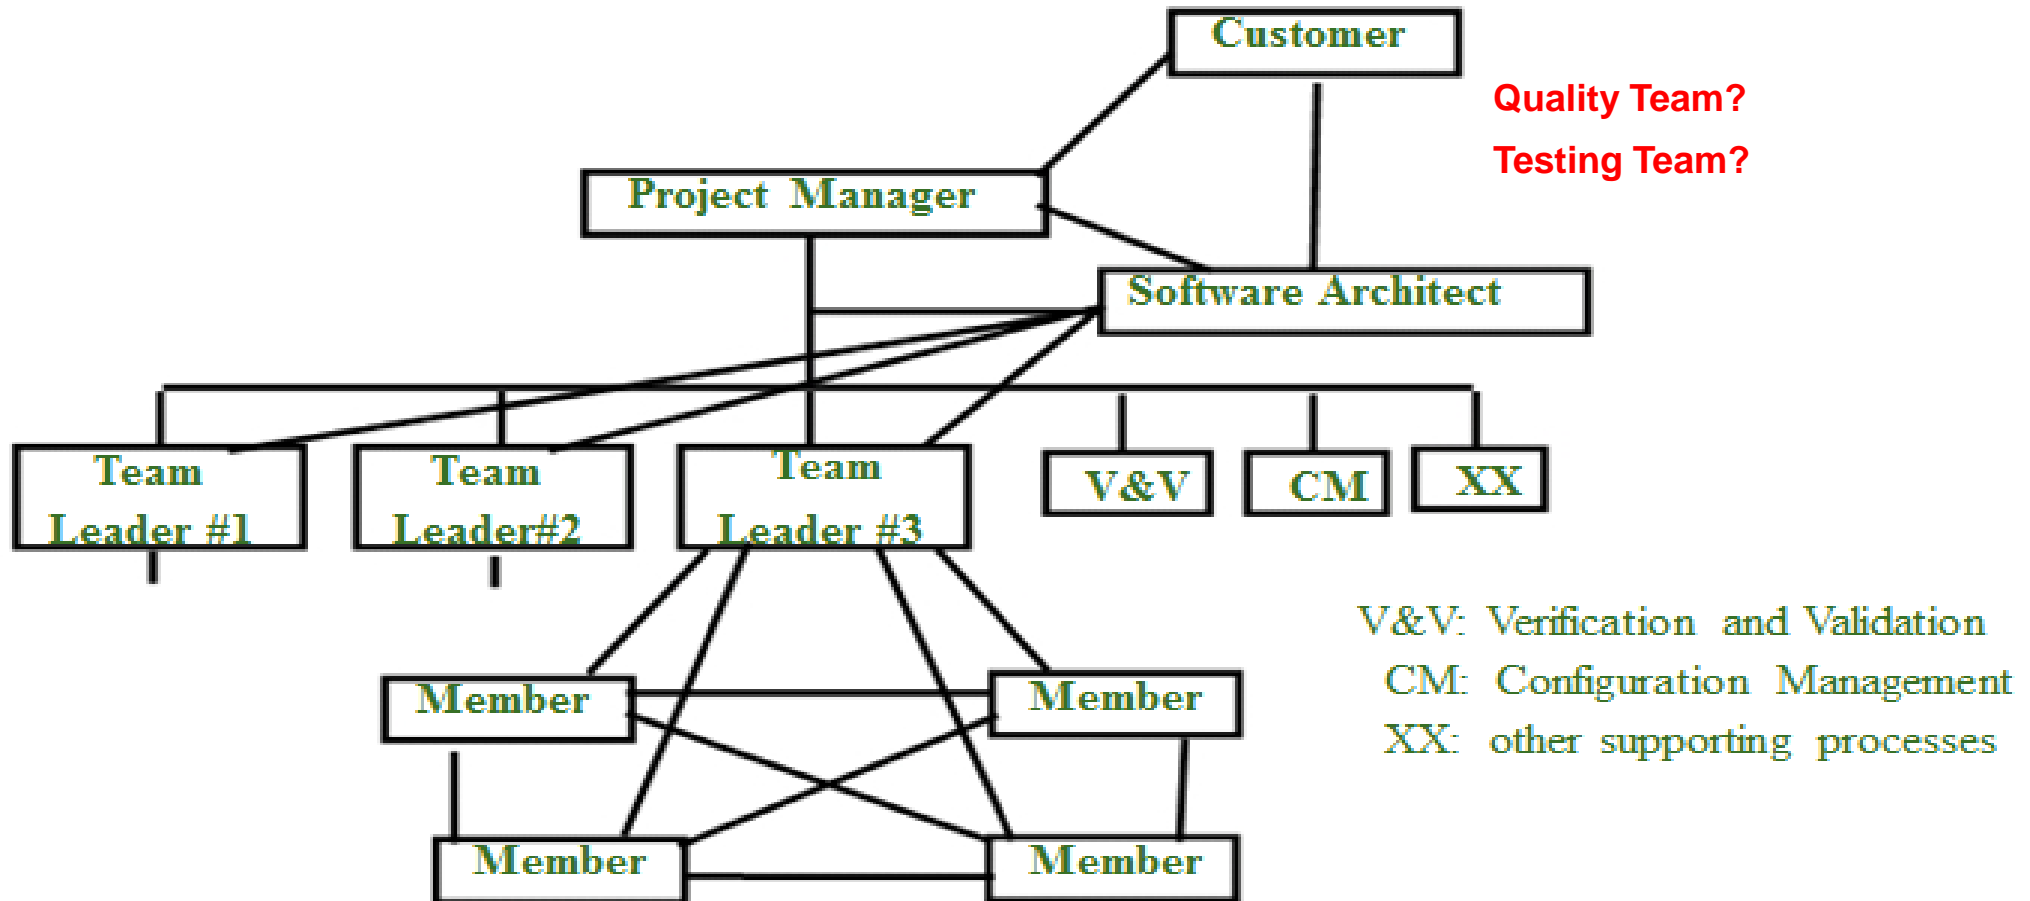 Customer
Quality Team?
Testing Team?
Project Manager
Software Architect
Team
Leader #1
Team
Leader#2
Team
Leader #3
V&V
CM
XX
V&V: Verification and Validation
CM: Configuration Management
XX: other supporting processes
Member
Member
Member
Member